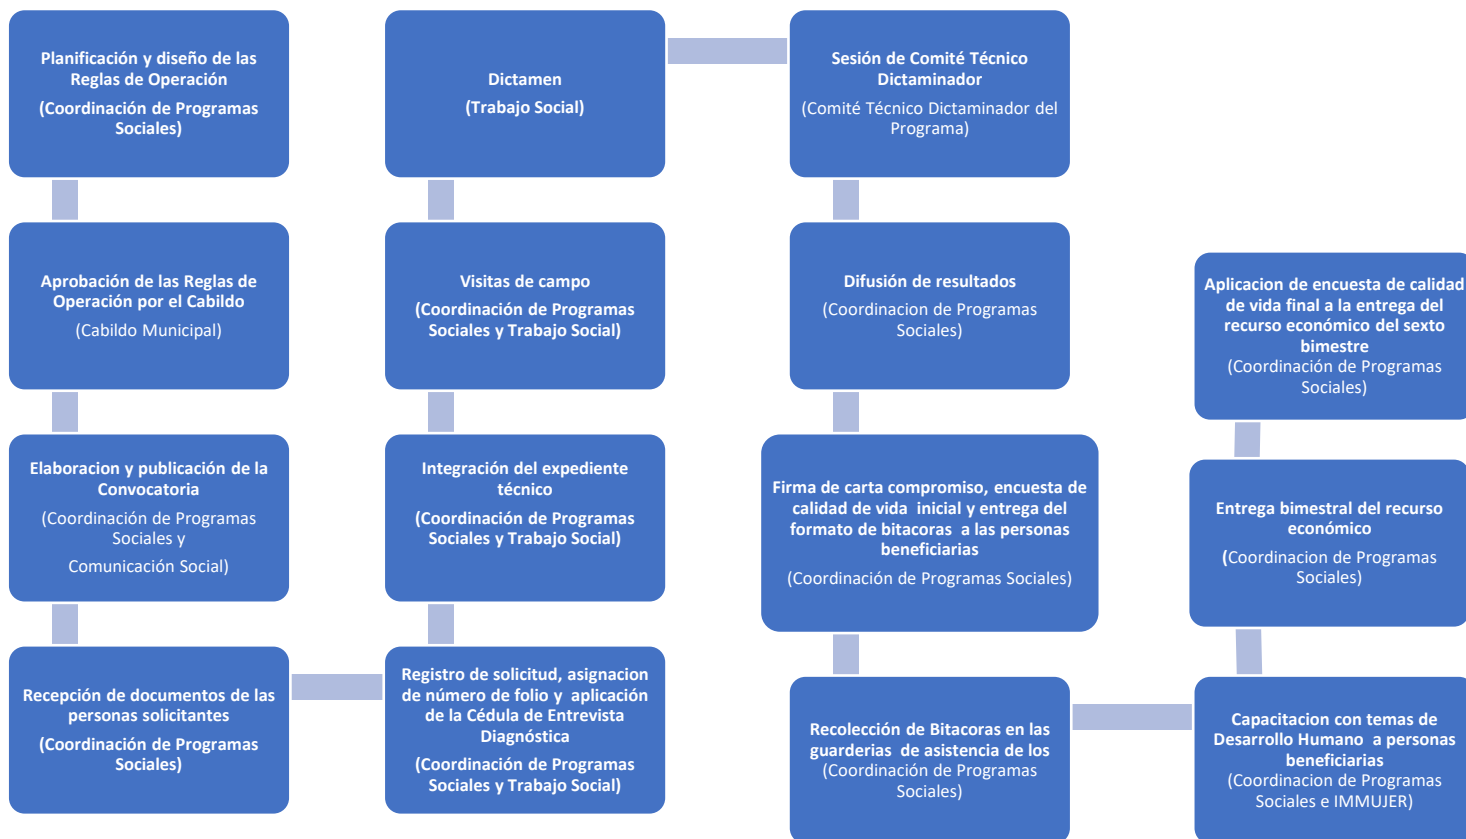 Planificación y diseño de las
Reglas de Operación
(Coordinación de Programas
Sociales)
Aprobación de las Reglas de
Operación por el Cabildo
(Cabildo Municipal)
Elaboracion y publicación de la
Convocatoria
(Coordinación de Programas
Sociales y
Comunicación Social)
Recepción de documentos de las
personas solicitantes
(Coordinación de Programas
Sociales)
Registro de solicitud, asignacion
de número de folio y aplicación
de la Cédula de Entrevista
Diagnóstica
(Coordinación de Programas
Sociales y Trabajo Social)
Integración del expediente
técnico
(Coordinación de Programas
Sociales y Trabajo Social)
Visitas de campo
(Coordinación de Programas
Sociales y Trabajo Social)
Dictamen
(Trabajo Social)
Sesión de Comité Técnico
Dictaminador
(Comité Técnico Dictaminador del
Programa)
Difusión de resultados
(Coordinacion de Programas
Sociales)
Firma de carta compromiso, encuesta de
calidad de vida inicial y entrega del
formato de bitacoras a las personas
beneficiarias
(Coordinación de Programas Sociales)
Recolección de Bitacoras en las
guarderias de asistencia de los
(Coordinación de Programas
Sociales)
Capacitacion con temas de
Desarrollo Humano a personas
beneficiarias
(Coordinacion de Programas
Sociales e IMMUJER)
Entrega bimestral del recurso
económico
(Coordinacion de Programas
Sociales)
Aplicacion de encuesta de calidad
de vida final a la entrega del
recurso económico del sexto
bimestre
(Coordinación de Programas
Sociales)